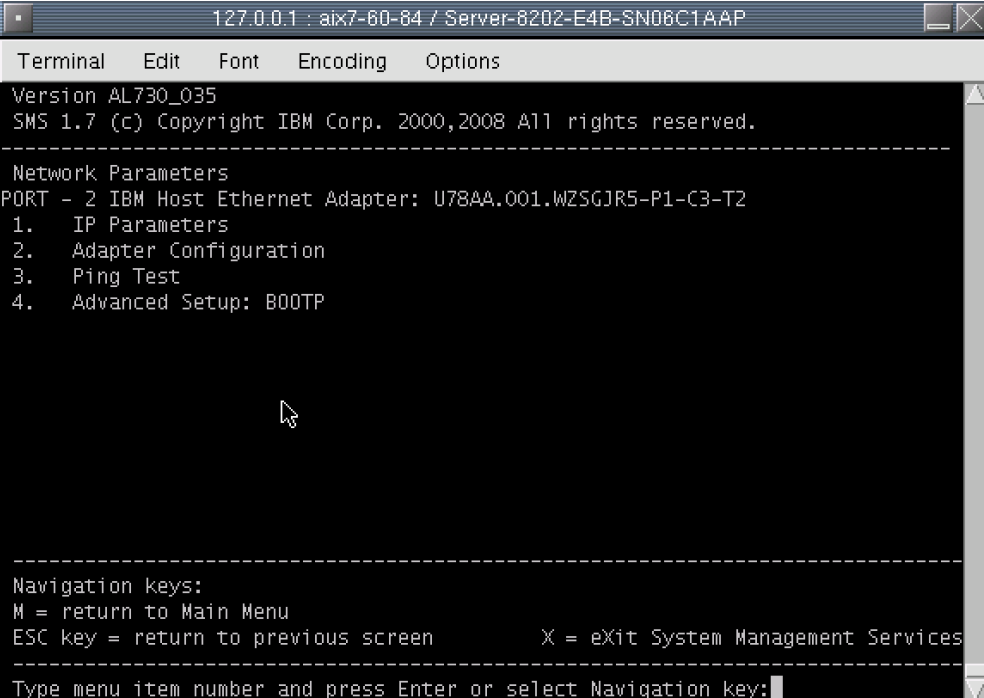 127.0.0.1 : aix7-60-84 / Server-8202-E4B-SN06C1AAP
Terminal Edit Font Encoding Options
Version AL730_035
SMS 1.7 (c) Copyright IBM Corp. 2000,2008 All rights reserved.
-------------------------------------------------------------------------------
Network Parameters
PORT - 2 IBM Host Ethernet Adapter: U78AA.001.WZSGJR5-P1-C3-T2
1. IP Parameters
2. Adapter Configuration
3. Ping Test
4. Advanced Setup: BOOTP
-------------------------------------------------------------------------------
Navigation keys:
M = return to Main Menu
ESC key = return to previous screen X = eXit System Management Services
-------------------------------------------------------------------------------
Type menu item number and press Enter or select Navigation key: